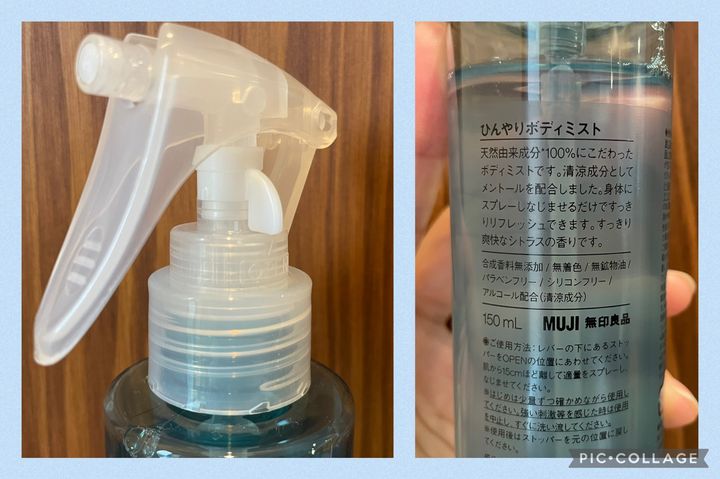 ひんやりボディミスト
天然由来成分*100%にこだわった
ボディミストです。清涼成分として
メントールを配合しました。身体に
スプレーしなじませるだけですっき
りリフレッシュできます。すっきり
爽快なシトラスの香りです。
合成香料無添加 / 無着色 / 無鉱物油 /
パラベンフリー / シリコンフリー /
アルコール配合(清涼成分)
150 mL MUJI 無印良品
◉ご使用方法:レバーの下にあるストッ
パーをOPENの位置にあわせてください。
肌から15cmほど離して適量をスプレーし、
なじませてください。
※はじめは少量ずつ確かめながら使用し
てください。強い刺激等を感じた時は使用
を中止し、すぐに洗い流してください。
※使用後はストッパーを元の位置に戻し
てください。
PIC•COLLAGE